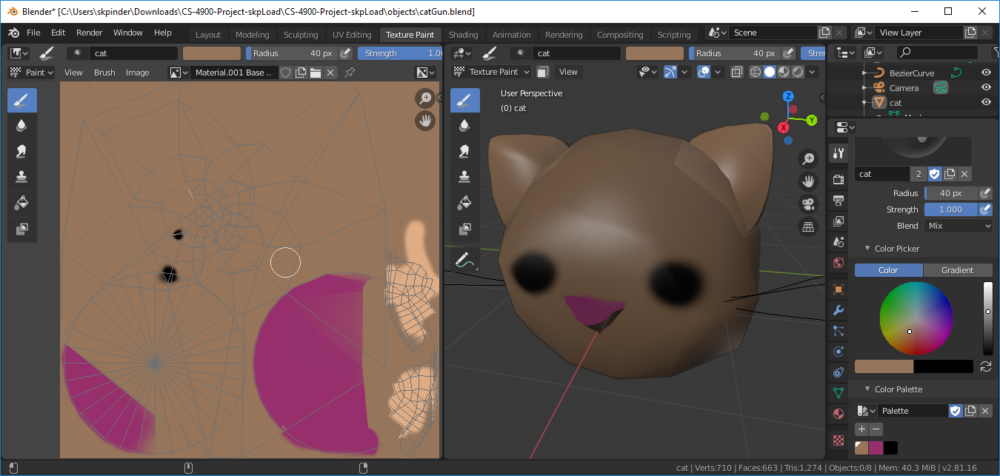 Blender* [C:\Users\skpinder\Downloads\CS-4900-Project-skpLoad\CS-4900-Project-skpLoad\objects\catGun.blend]
File Edit Render Window Help Layout Modeling Sculpting UV Editing Texture Paint Shading Animation Rendering Compositing Scripting Scene View Layer
cat Radius 40 px Strength 1.0 cat Radius 40 px Stren
Paint View Brush Image Material.001 Base .. Texture Paint View
BezierCurve
Camera
cat
User Perspective
(0) cat
Z
Y
X
cat 2
Radius 40 px
Strength 1.000
Blend Mix
Color Picker
Color Gradient
Color Palette
Palette
cat | Verts:710 | Faces:663 | Tris:1,274 | Objects:0/8 | Mem: 40.3 MiB | v2.81.16